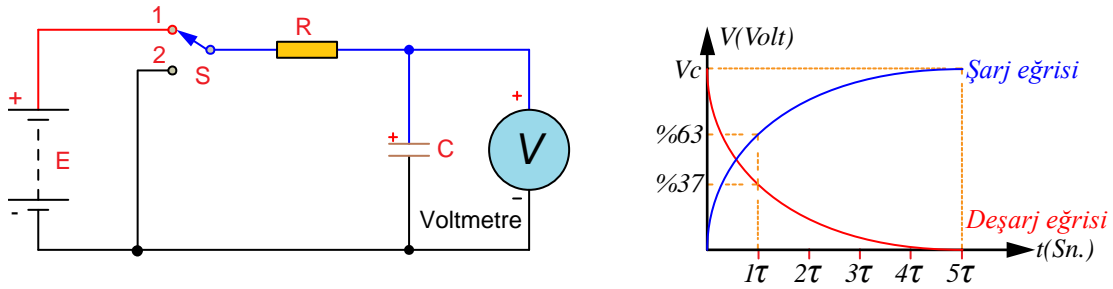 1
2
S
R
+
E
-
+
C
+
V
-
Voltmetre
V(Volt)
Vc
Şarj eğrisi
%63
%37
Deşarj eğrisi
t(Sn.)
1τ 2τ 3τ 4τ 5τ